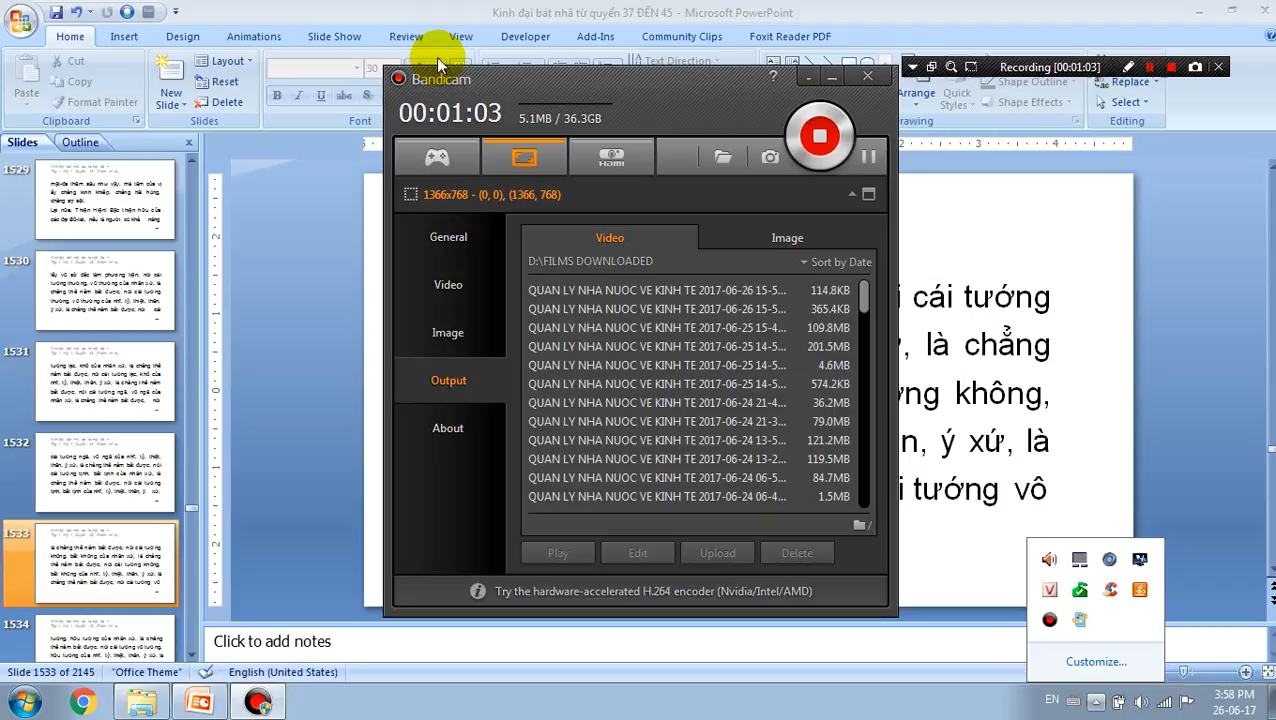 Kinh đại bát nhã từ quyển 37 ĐẾN 45 - Microsoft PowerPoint
Home Insert Design Slide Show Animations Review View Developer Add-Ins Community Clips Foxit Reader PDF
Paste
Cut
Copy
Format Painter
Clipboard
New Slide
Layout
Reset
Delete
Slides
30
B I U abc S
Font
Text Direction
Arrange
Quick Styles
Shape Outline
Shape Effects
Drawing
Select
Editing
Recording [00:01:03]
Bandicam
00:01:03
5.1MB / 36.3GB
HDMI
1366x768 - (0, 0), (1366, 768)
General
Video
Image
Output
About
Video Image
D:\FILMS DOWNLOADED Sort by Date
QUAN LY NHA NUOC VE KINH TE 2017-06-26 15-5... 114.8KB
QUAN LY NHA NUOC VE KINH TE 2017-06-26 15-5... 365.4KB
QUAN LY NHA NUOC VE KINH TE 2017-06-25 15-4... 109.8MB
QUAN LY NHA NUOC VE KINH TE 2017-06-25 14-5... 201.5MB
QUAN LY NHA NUOC VE KINH TE 2017-06-25 14-5... 4.6MB
QUAN LY NHA NUOC VE KINH TE 2017-06-25 14-5... 574.2KB
QUAN LY NHA NUOC VE KINH TE 2017-06-24 21-4... 36.2MB
QUAN LY NHA NUOC VE KINH TE 2017-06-24 21-3... 79.0MB
QUAN LY NHA NUOC VE KINH TE 2017-06-24 13-5... 121.2MB
QUAN LY NHA NUOC VE KINH TE 2017-06-24 13-2... 119.5MB
QUAN LY NHA NUOC VE KINH TE 2017-06-24 06-5... 84.7MB
QUAN LY NHA NUOC VE KINH TE 2017-06-24 06-4... 1.5MB
Play Edit Upload Delete
Try the hardware-accelerated H.264 encoder (Nvidia/Intel/AMD)
Slides Outline
1529
1530
1531
1532
1533
1534
i cái tướng
, là chẳng
ng không,
n, ý xứ, là
i tướng vô
Click to add notes
Customize...
Slide 1533 of 2145 "Office Theme" English (United States)
EN
3:58 PM
26-06-17